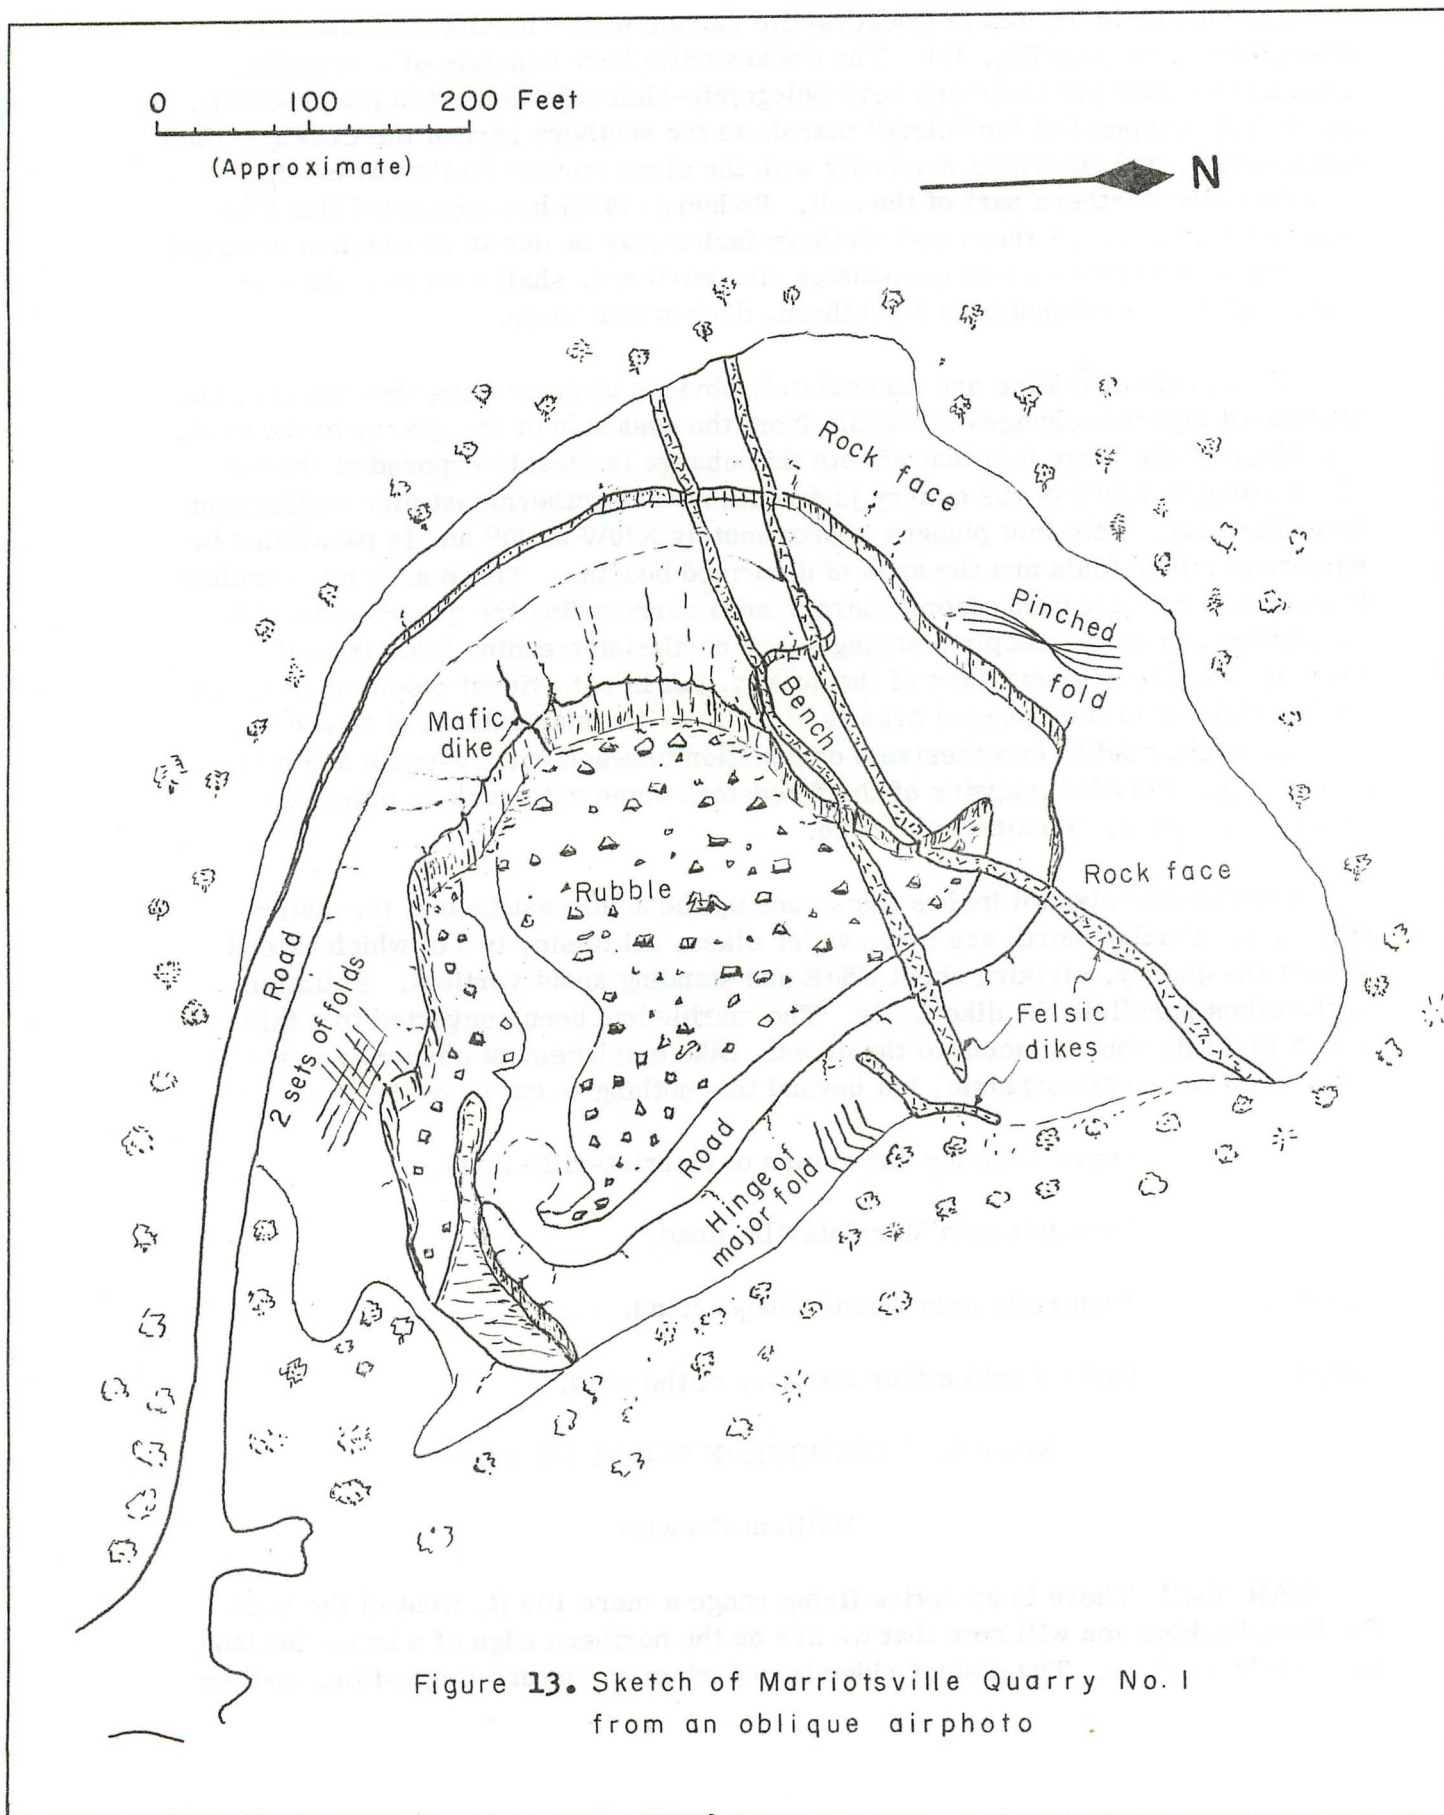 0 100 200 Feet
(Approximate)
N
Rock face
Pinched
fold
Mafic
dike
Bench
Rubble
Rock face
Road
2 sets of folds
Felsic
dikes
Road
Hinge of
major fold
Figure 13. Sketch of Marriotsville Quarry No. 1
from an oblique airphoto